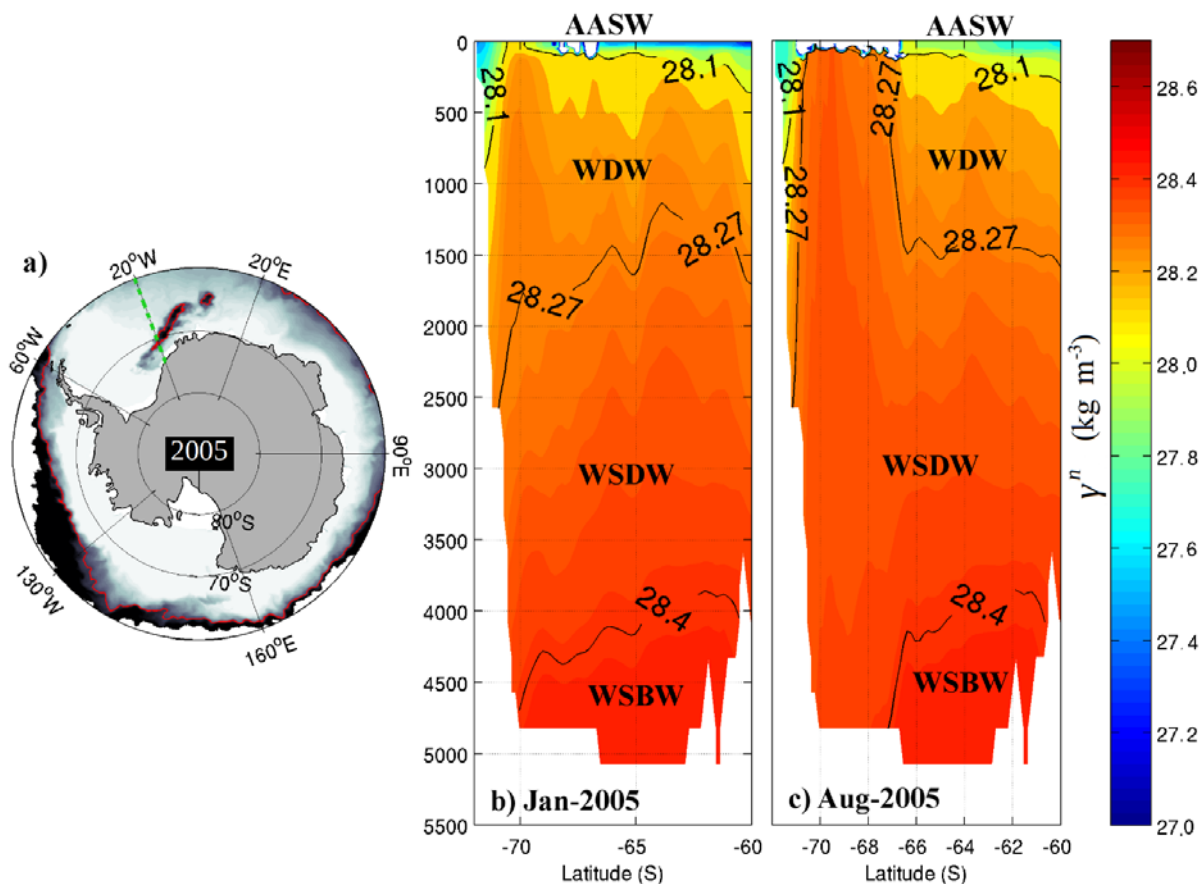 a)
20°W
20°E
60°W
90°E
2005
80°S
70°S
130°W
160°E
AASW
0
500
1000
1500
2000
2500
3000
3500
4000
4500
5000
5500
28.1
28.1
WDW
28.27
28.27
WSDW
28.4
WSBW
b) Jan-2005
-70
-65
-60
Latitude (S)
AASW
28.1
28.27
28.1
28.27
WDW
28.27
WSDW
28.4
WSBW
c) Aug-2005
-70
-68
-66
-64
-62
-60
Latitude (S)
γⁿ (kg m⁻³)
28.6
28.4
28.2
28.0
27.8
27.6
27.4
27.2
27.0